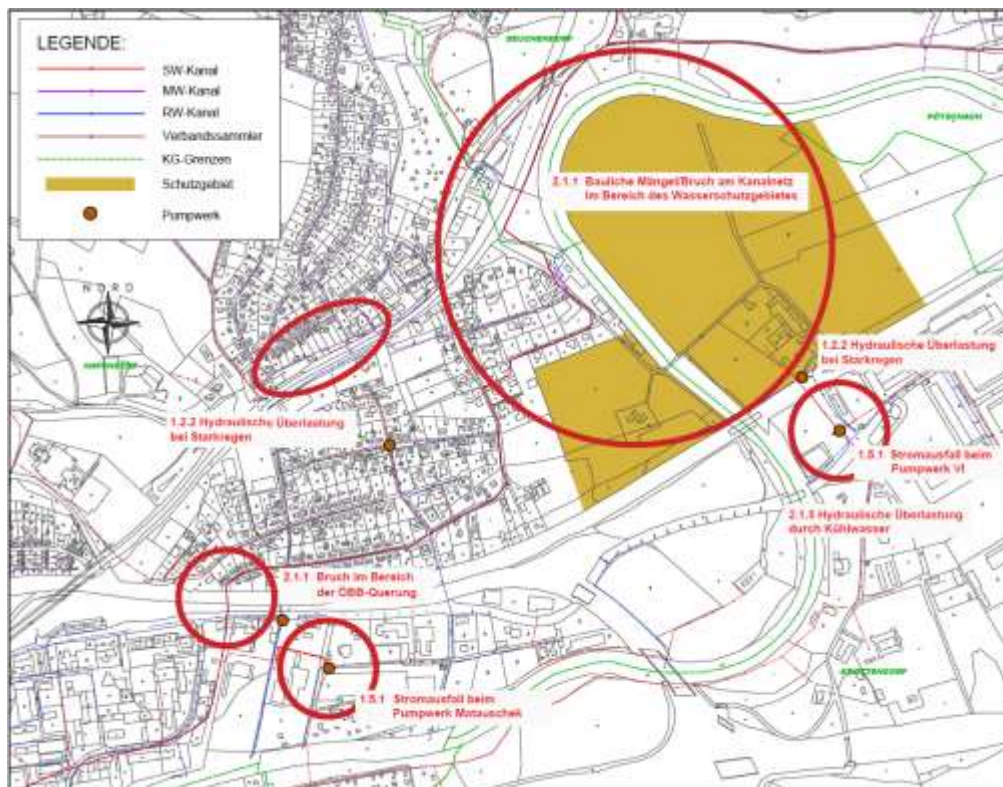 LEGENDE:
SW-Kanal
MW-Kanal
RW-Kanal
Verbandssammler
KG-Grenzen
Schutzgebiet
Pumpwerk
NORD
2.1.1 Bauliche Mängel/Bruch am Kanalnetz
im Bereich des Wasserschutzgebietes
1.2.2 Hydraulische Überlastung
bei Starkregen
1.2.2 Hydraulische Überlastung
bei Starkregen
1.5.1 Stromausfall beim
Pumpwerk VI
2.1.5 Hydraulische Überlastung
durch Kühlwasser
2.1.1 Bruch im Bereich
der ÖBB-Querung
1.5.1 Stromausfall beim
Pumpwerk Matauschek